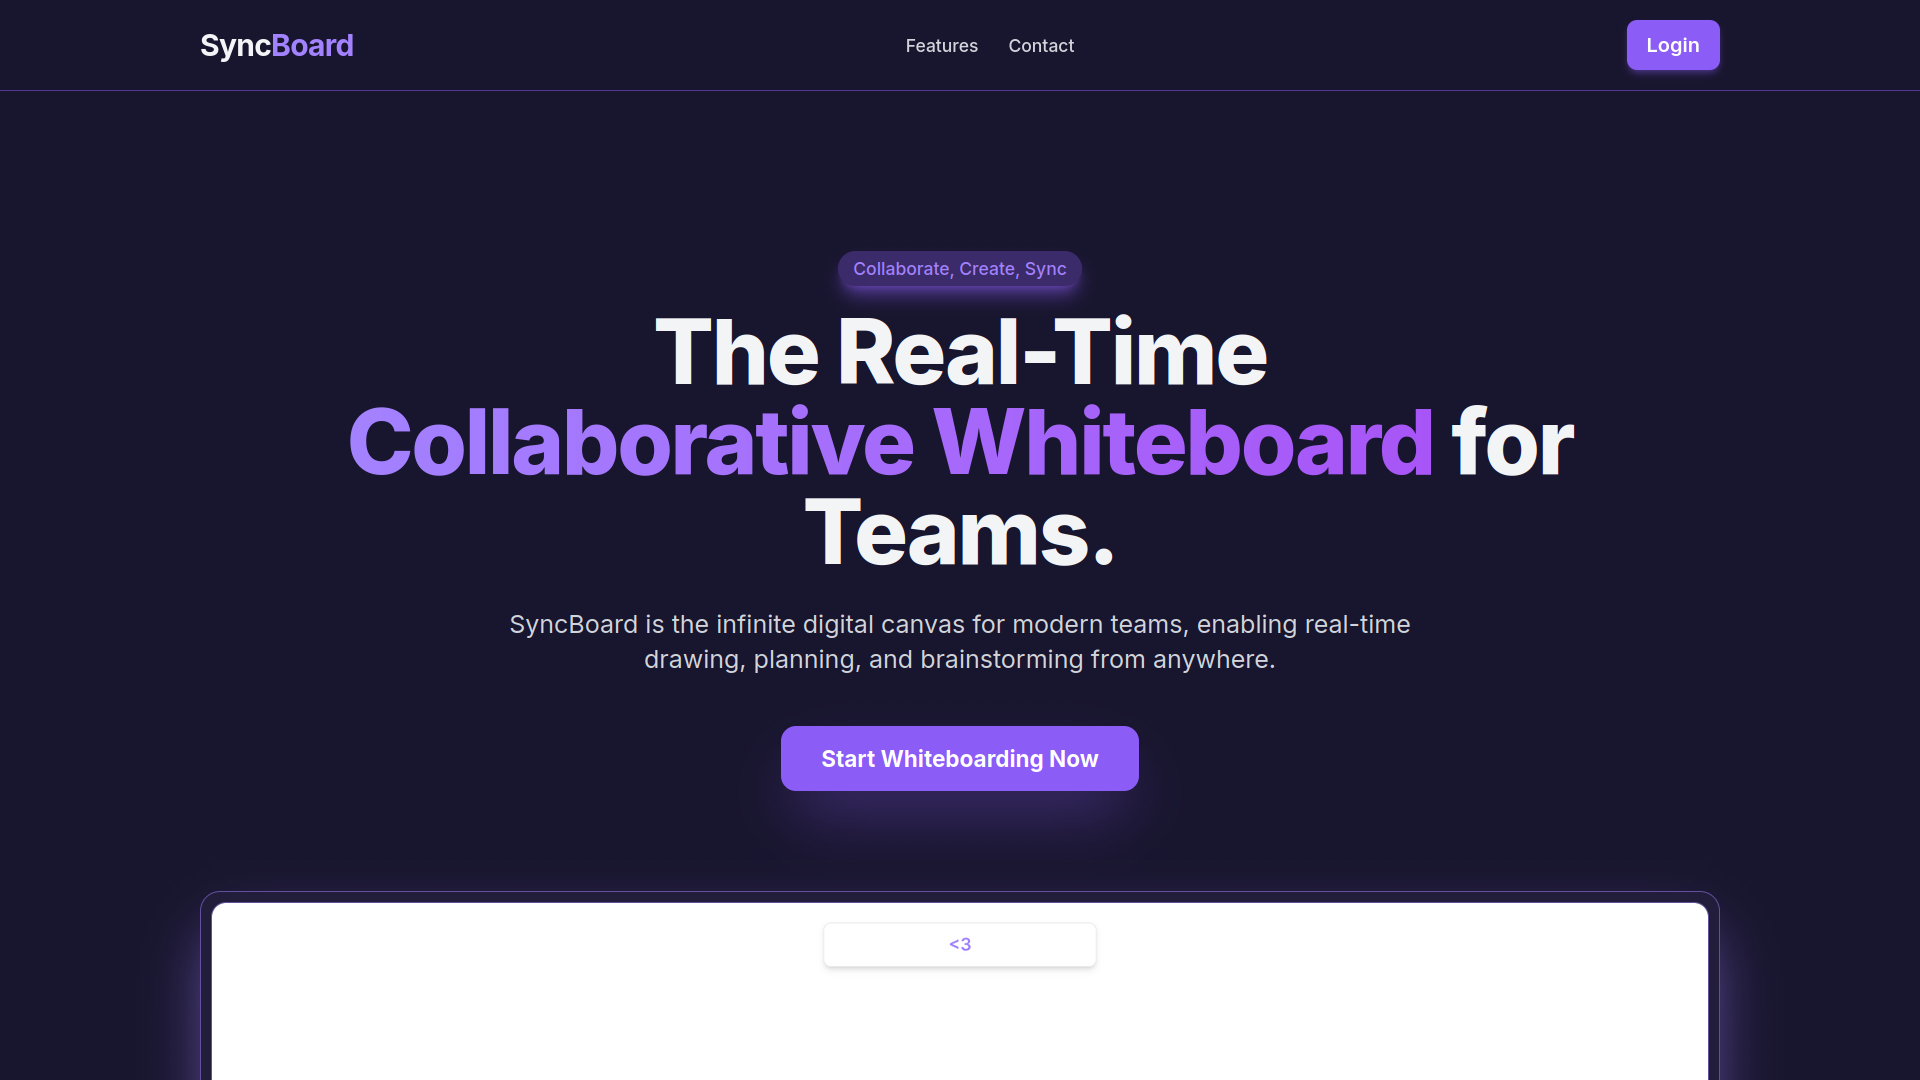 SyncBoard
Features
Contact
Login
Collaborate, Create, Sync
The Real-Time
Collaborative Whiteboard for
Teams.
SyncBoard is the infinite digital canvas for modern teams, enabling real-time
drawing, planning, and brainstorming from anywhere.
Start Whiteboarding Now
<3